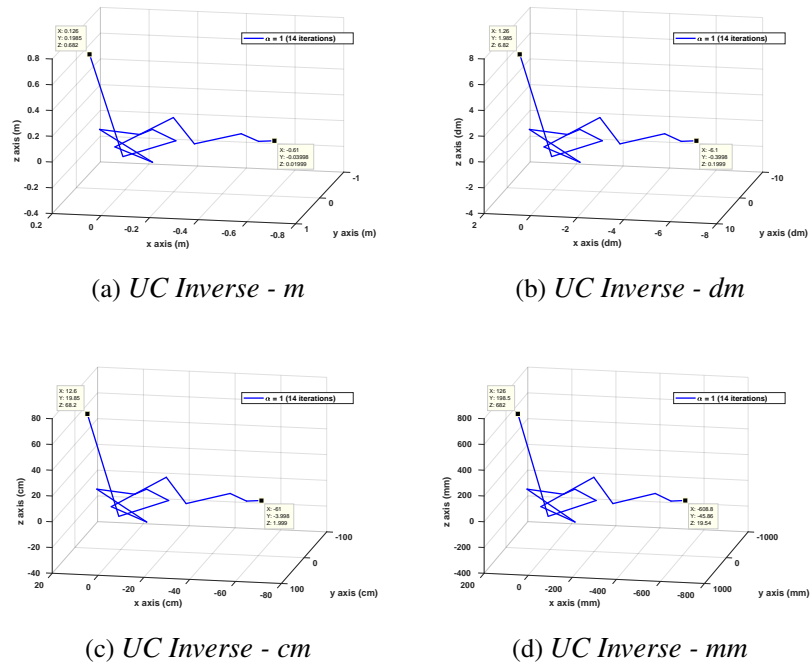 X: 0.126
Y: 0.1985
Z: 0.682
α = 1 (14 iterations)
0.8
0.6
0.4
0.2
0
-0.2
-0.4
z axis (m)
X: -0.61
Y: -0.03998
Z: 0.01999
0.2
0
-0.2
-0.4
-0.6
-0.8
x axis (m)
-1
0
1
y axis (m)
(a) UC Inverse - m
X: 1.26
Y: 1.985
Z: 6.82
α = 1 (14 iterations)
8
6
4
2
0
-2
-4
z axis (dm)
X: -6.1
Y: -0.3998
Z: 0.1999
2
0
-2
-4
-6
-8
x axis (dm)
-10
0
10
y axis (dm)
(b) UC Inverse - dm
X: 12.6
Y: 19.85
Z: 68.2
α = 1 (14 iterations)
80
60
40
20
0
-20
-40
z axis (cm)
X: -61
Y: -3.998
Z: 1.999
20
0
-20
-40
-60
-80
x axis (cm)
-100
0
100
y axis (cm)
(c) UC Inverse - cm
X: 126
Y: 198.5
Z: 682
α = 1 (14 iterations)
800
600
400
200
0
-200
-400
z axis (mm)
X: -608.8
Y: -45.86
Z: 19.54
200
0
-200
-400
-600
-800
x axis (mm)
-1000
0
1000
y axis (mm)
(d) UC Inverse - mm